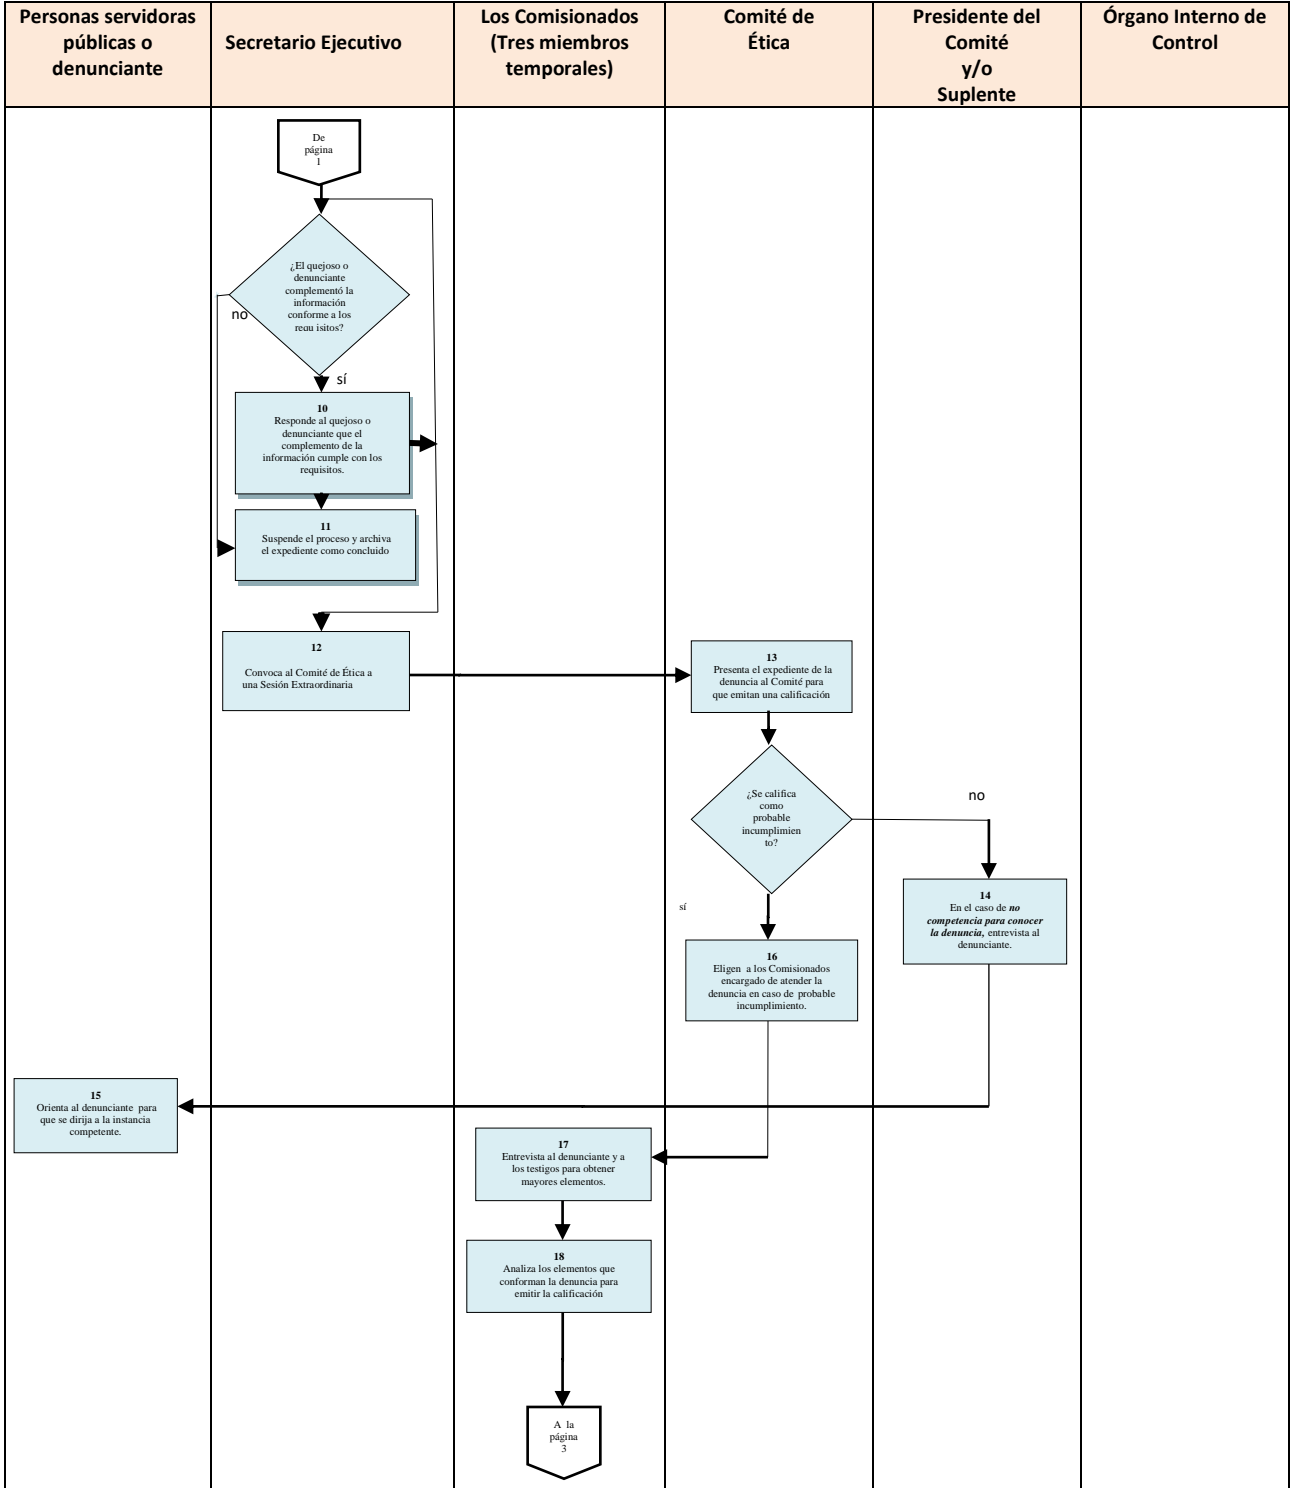 Personas servidoras
públicas o
denunciante
Secretario Ejecutivo
Los Comisionados
(Tres miembros
temporales)
Comité de
Ética
Presidente del
Comité
y/o
Suplente
Órgano Interno de
Control
De
página
1
¿El quejoso o
denunciante
complementó la
información
conforme a los
requ isitos?
no
sí
10
Responde al quejoso o
denunciante que el
complemento de la
información cumple con los
requisitos.
11
Suspende el proceso y archiva
el expediente como concluido
12
Convoca al Comité de Ética a
una Sesión Extraordinaria
13
Presenta el expediente de la
denuncia al Comité para
que emitan una calificación
¿Se califica
como
probable
incumplimien
to?
no
sí
14
En el caso de no
competencia para conocer
la denuncia, entrevista al
denunciante.
16
Eligen a los Comisionados
encargado de atender la
denuncia en caso de probable
incumplimiento.
15
Orienta al denunciante para
que se dirija a la instancia
competente.
17
Entrevista al denunciante y a
los testigos para obtener
mayores elementos.
18
Analiza los elementos que
conforman la denuncia para
emitir la calificación
A la
página
3